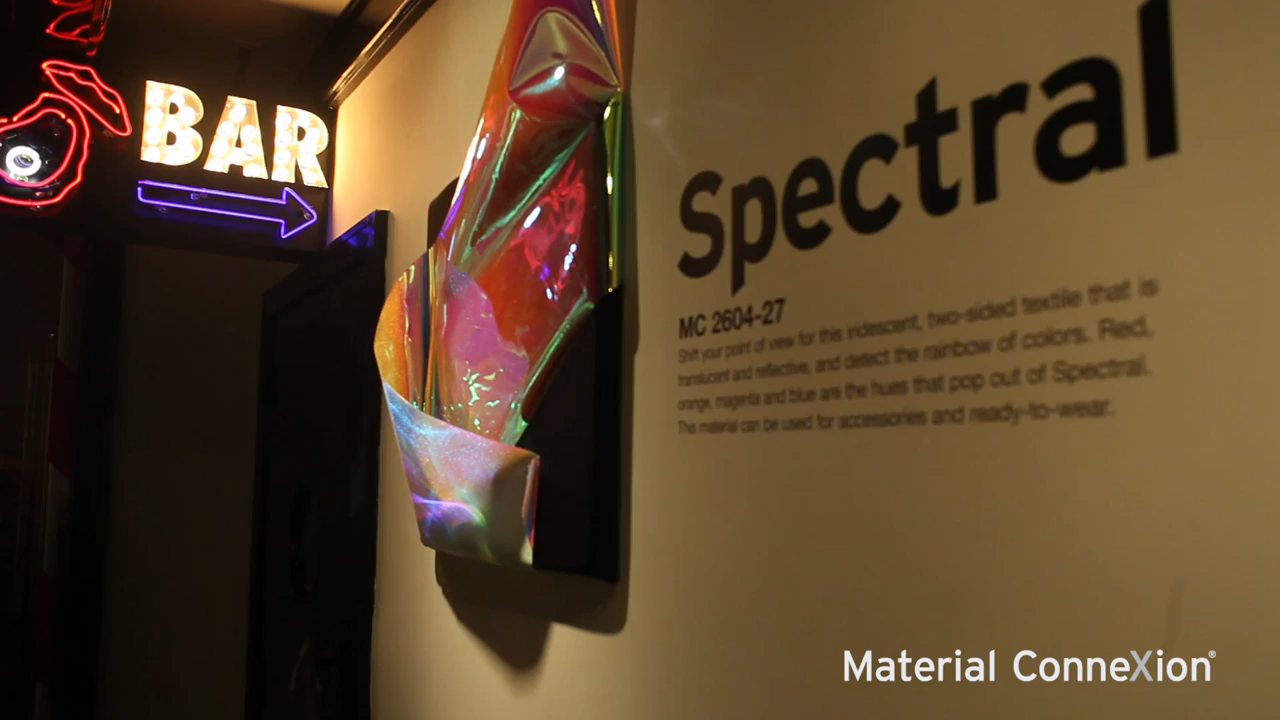 BAR
Spectral
MC 2604-27
Shift your point of view for this iridescent, two-sided textile that is
translucent and reflective, and detect the rainbow of colors. Red,
orange, magenta and blue are the hues that pop out of Spectral.
This material can be used for accessories and ready-to-wear.
Material ConneXion®